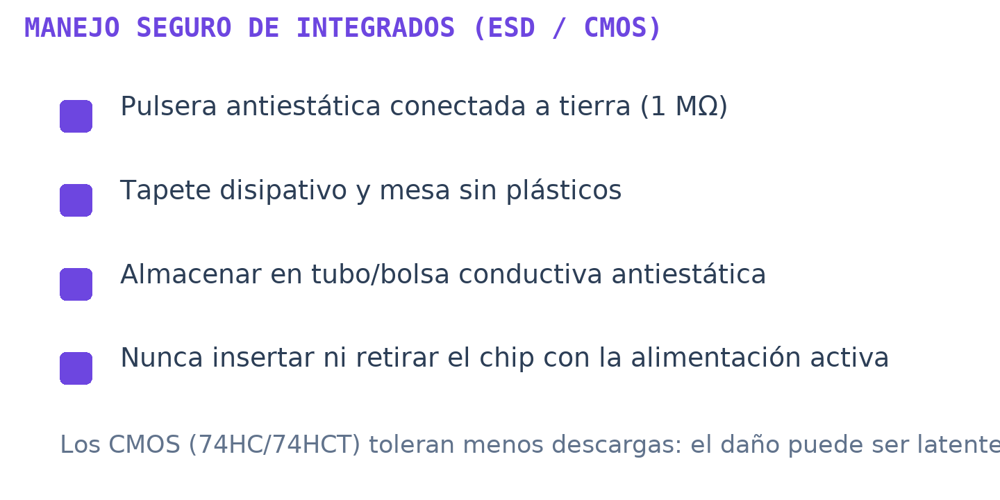 MANEJO SEGURO DE INTEGRADOS (ESD / CMOS)
Pulsera antiestática conectada a tierra (1 MΩ)
Tapete disipativo y mesa sin plásticos
Almacenar en tubo/bolsa conductiva antiestática
Nunca insertar ni retirar el chip con la alimentación activa
Los CMOS (74HC/74HCT) toleran menos descargas: el daño puede ser latente